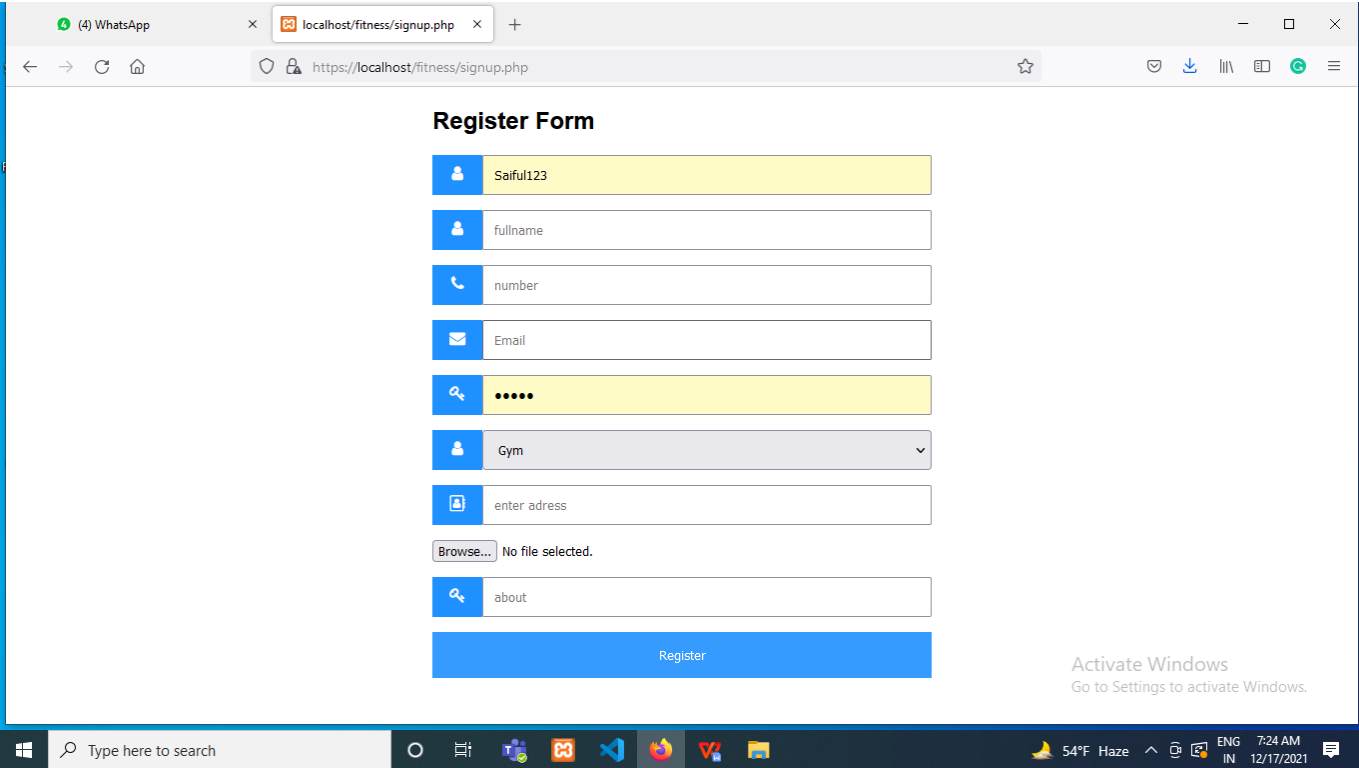 (4) WhatsApp
localhost/fitness/signup.php
https://localhost/fitness/signup.php
Register Form
Saiful123
fullname
number
Email
•••••
Gym
enter adress
Browse... No file selected.
about
Register
Activate Windows
Go to Settings to activate Windows.
Type here to search
54°F Haze
ENG
IN
7:24 AM
12/17/2021